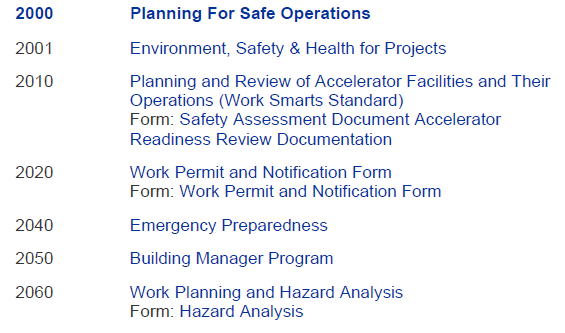 2000 Planning For Safe Operations
2001 Environment, Safety & Health for Projects
2010 Planning and Review of Accelerator Facilities and Their
Operations (Work Smarts Standard)
Form: Safety Assessment Document Accelerator
Readiness Review Documentation
2020 Work Permit and Notification Form
Form: Work Permit and Notification Form
2040 Emergency Preparedness
2050 Building Manager Program
2060 Work Planning and Hazard Analysis
Form: Hazard Analysis